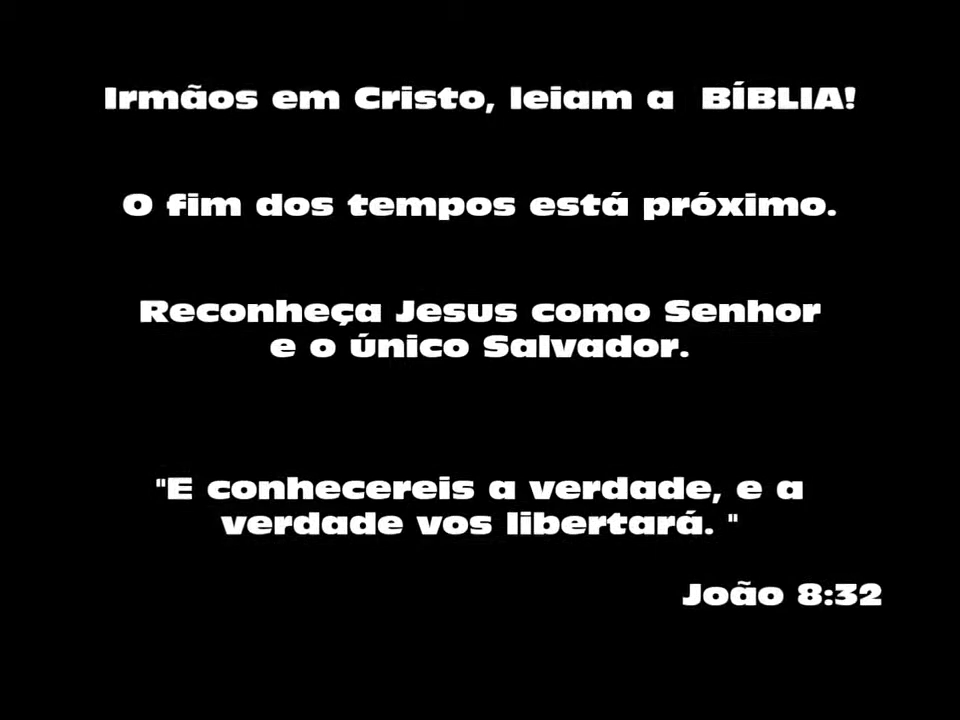 Irmãos em Cristo, leiam a  BÍBLIA!
O fim dos tempos está próximo.
Reconheça Jesus como Senhor
e o único Salvador.
"E conhecereis a verdade, e a
verdade vos libertará. "
João 8:32